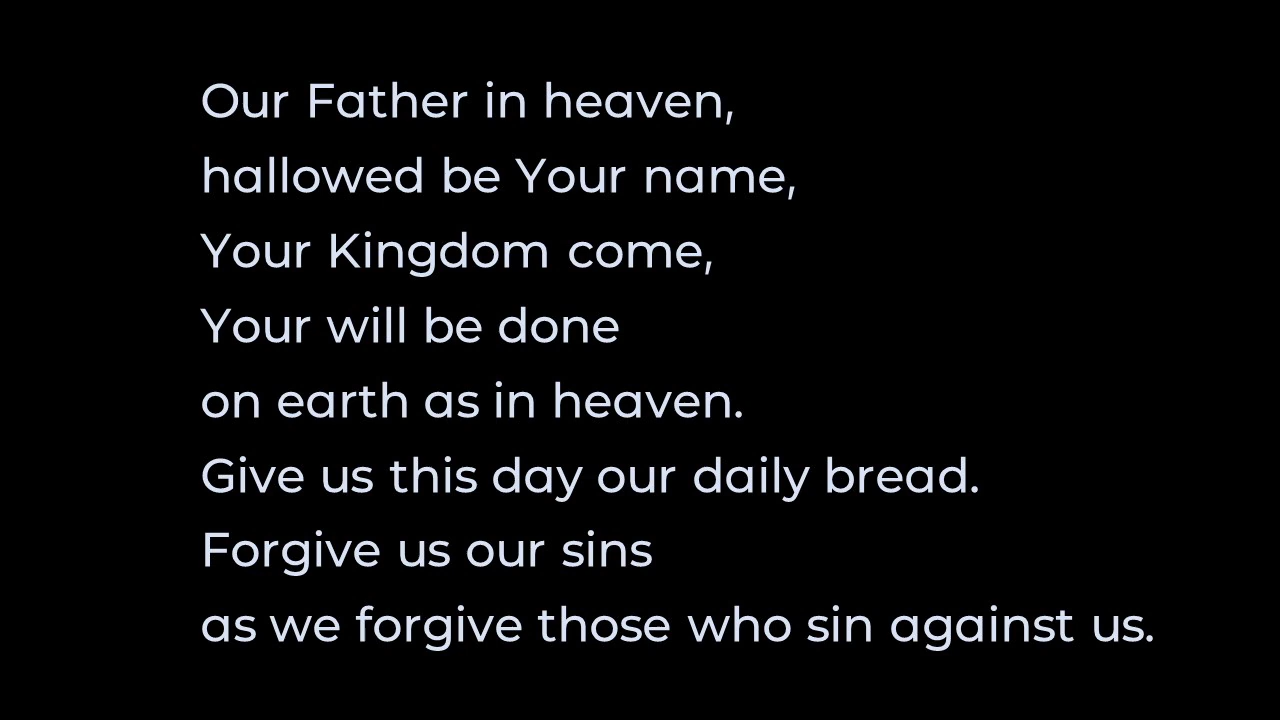 Our Father in heaven,
hallowed be Your name,
Your Kingdom come,
Your will be done
on earth as in heaven.
Give us this day our daily bread.
Forgive us our sins
as we forgive those who sin against us.